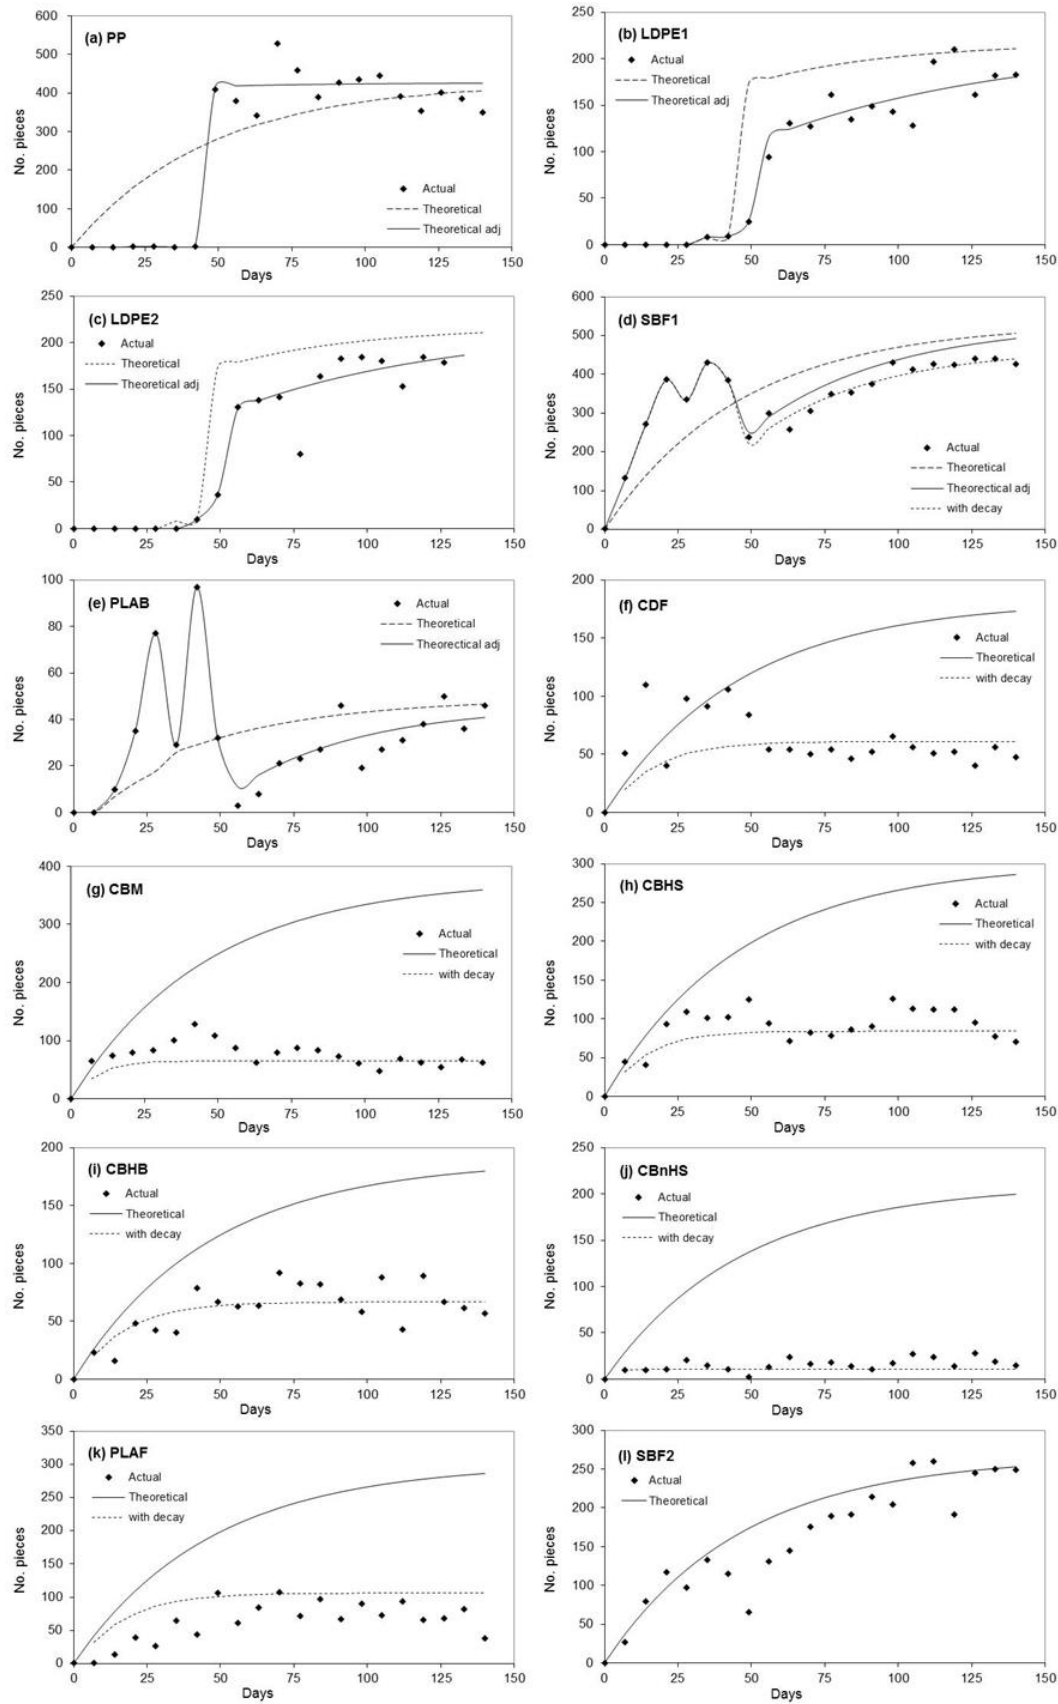 (a) PP
No. pieces
600
500
400
300
200
100
0
Actual
Theoretical
Theoretical adj
0 25 50 75 100 125 150
Days
(b) LDPE1
No. pieces
250
200
150
100
50
0
Actual
Theoretical
Theoretical adj
0 25 50 75 100 125 150
Days
(c) LDPE2
No. pieces
250
200
150
100
50
0
Actual
Theoretical
Theoretical adj
0 25 50 75 100 125 150
Days
(d) SBF1
No. pieces
600
500
400
300
200
100
0
Actual
Theoretical
Theorectical adj
with decay
0 25 50 75 100 125 150
Days
(e) PLAB
No. pieces
100
80
60
40
20
0
Actual
Theoretical
Theorectical adj
0 25 50 75 100 125 150
Days
(f) CDF
No. pieces
200
150
100
50
0
Actual
Theoretical
with decay
0 25 50 75 100 125 150
Days
(g) CBM
No. pieces
400
300
200
100
0
Actual
Theoretical
with decay
0 25 50 75 100 125 150
Days
(h) CBHS
No. pieces
300
250
200
150
100
50
0
Actual
Theoretical
with decay
0 25 50 75 100 125 150
Days
(i) CBHB
No. pieces
200
150
100
50
0
Actual
Theoretical
with decay
0 25 50 75 100 125 150
Days
(j) CBnHS
No. pieces
250
200
150
100
50
0
Actual
Theoretical
with decay
0 25 50 75 100 125 150
Days
(k) PLAF
No. pieces
350
300
250
200
150
100
50
0
Actual
Theoretical
with decay
0 25 50 75 100 125 150
Days
(l) SBF2
No. pieces
300
250
200
150
100
50
0
Actual
Theoretical
0 25 50 75 100 125 150
Days